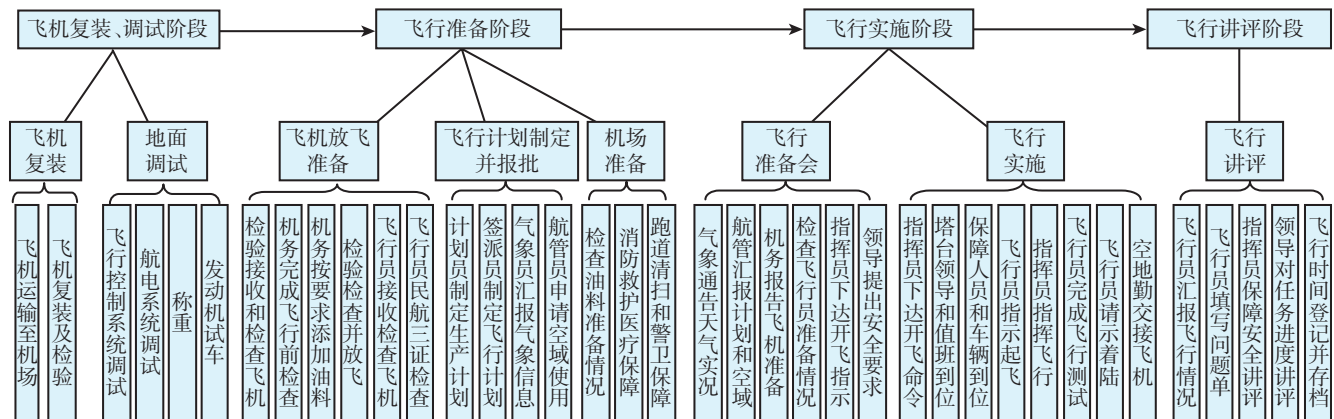 飞机复装、调试阶段
飞行准备阶段
飞行实施阶段
飞行讲评阶段
飞机
复装
地面
调试
飞机放飞
准备
飞行计划制定
并报批
机场
准备
飞行
准备会
飞行
实施
飞行
讲评
飞机运输至机场
飞机复装及检验
飞行控制系统调试
航电系统调试
称重
发动机试车
检验接收和检查飞机
机务完成飞行前检查
机务按要求添加油料
检验检查并放飞
飞行员接收检查飞机
飞行员民航三证检查
计划员制定生产计划
签派员制定飞行计划
气象员汇报气象信息
航管员申请空域使用
检查油料准备情况
消防救护医疗保障
跑道清扫和警卫保障
气象通告天气实况
航管汇报计划和空域
机务报告飞机准备
检查飞行员准备情况
指挥员下达开飞指示
领导提出安全要求
指挥员下达开飞命令
塔台领导和值班到位
保障人员和车辆到位
飞行员指示起飞
指挥员指挥飞行
飞行员完成飞行测试
飞行员请示着陆
空地勤交接飞机
飞行员汇报飞行情况
飞行员填写问题单
指挥员保障安全讲评
领导对任务进度讲评
飞行时间登记并存档